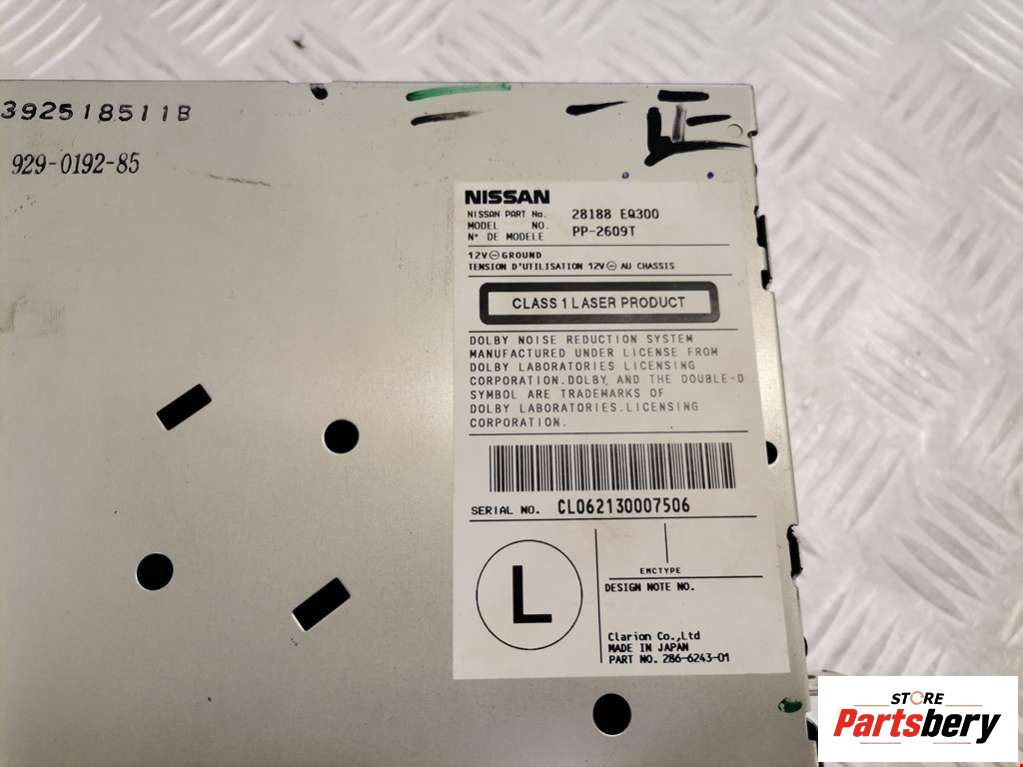 392518511B
929-0192-85
NISSAN
NISSAN PART No. 28188 EQ300
MODEL NO. PP-2609T
N° DE MODELE
12V⊖GROUND
TENSION D'UTILISATION 12V⊖ AU CHASSIS
CLASS 1 LASER PRODUCT
DOLBY NOISE REDUCTION SYSTEM
MANUFACTURED UNDER LICENSE FROM
DOLBY LABORATORIES LICENSING
CORPORATION.DOLBY AND THE DOUBLE-D
SYMBOL ARE TRADEMARKS OF
DOLBY LABORATORIES.LICENSING
CORPORATION.
SERIAL NO. CL062130007506
L
EMCTYPE
DESIGN NOTE NO.
Clarion Co.,Ltd
MADE IN JAPAN
PART NO. 286-6243-01
STORE
Partsbery